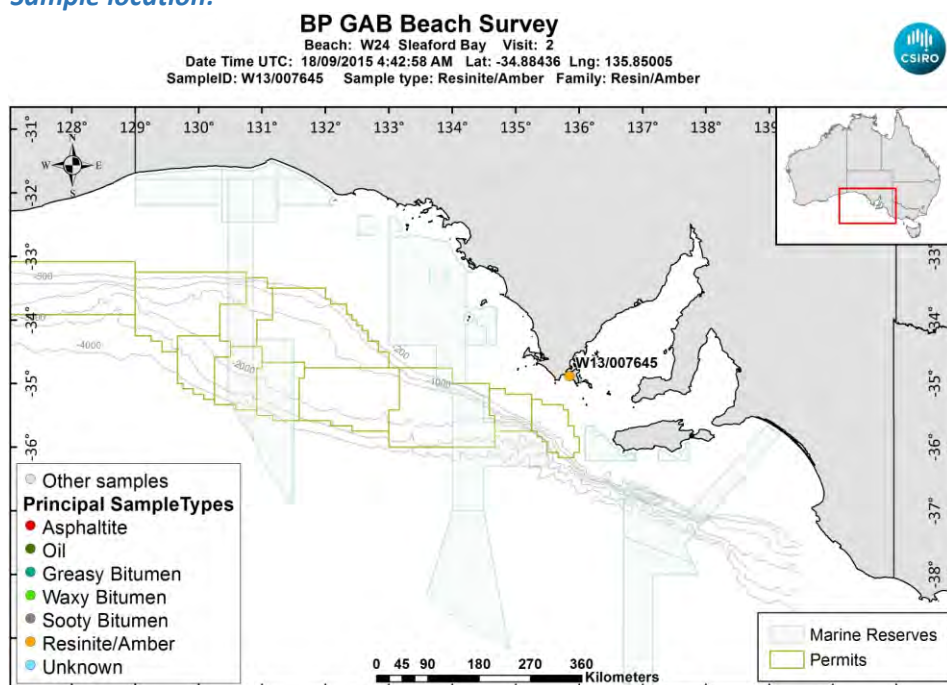 Sample location:
BP GAB Beach Survey
Beach: W24 Sleaford Bay Visit: 2
Date Time UTC: 18/09/2015 4:42:58 AM Lat: -34.88436 Lng: 135.85005
SampleID: W13/007645 Sample type: Resinite/Amber Family: Resin/Amber
CSIRO
128° 129° 130° 131° 132° 133° 134° 135° 136° 137° 138° 139
-31°
-32°
-33°
-34°
-35°
-36°
-37°
-38°
-31°
-32°
-33°
-34°
-35°
-36°
-37°
-38°
N
W E
S
-200
-1000
-2000
-4000
W13/007645
Other samples
Principal SampleTypes
Asphaltite
Oil
Greasy Bitumen
Waxy Bitumen
Sooty Bitumen
Resinite/Amber
Unknown
0 45 90 180 270 360
Kilometers
Marine Reserves
Permits